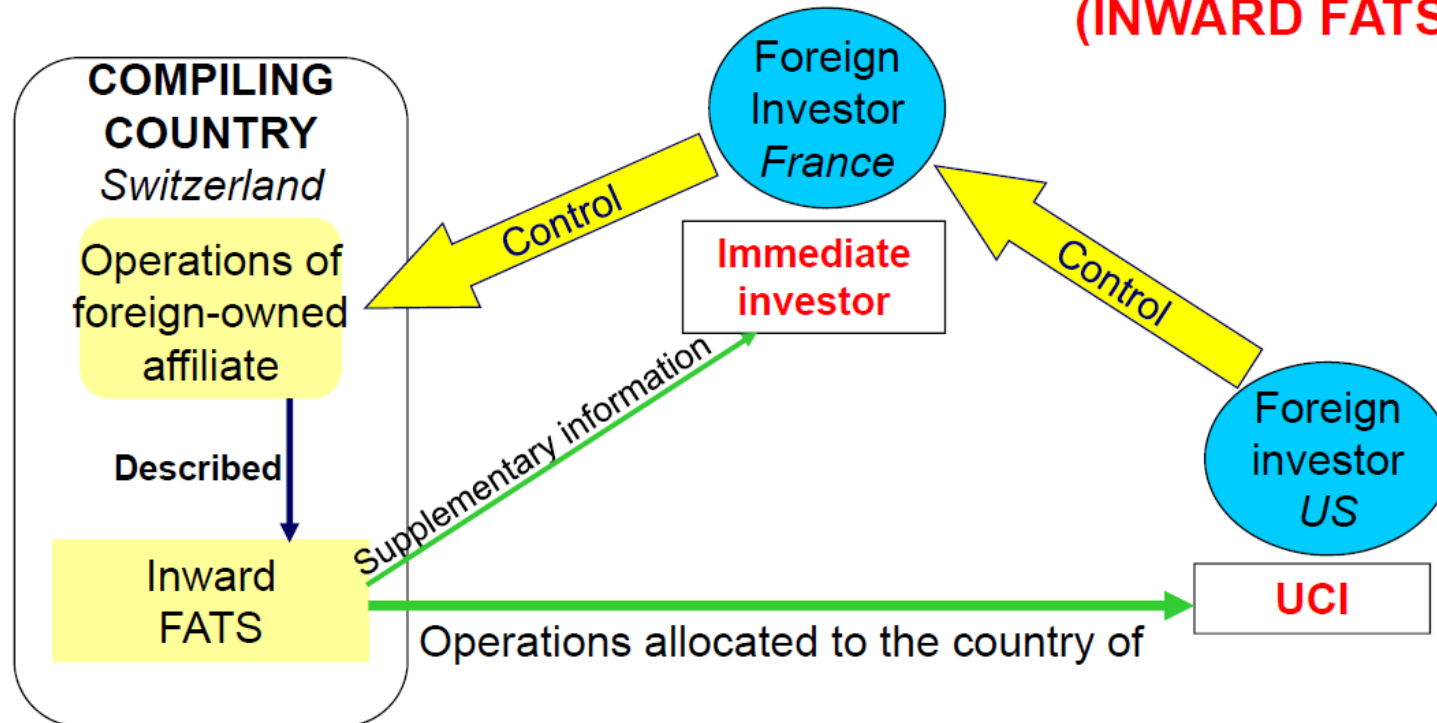 (INWARD FATS
COMPILING
COUNTRY
Switzerland
Operations of
foreign-owned
affiliate
Described
Inward
FATS
Control
Foreign
Investor
France
Immediate
investor
Supplementary information
Control
Foreign
investor
US
UCI
Operations allocated to the country of